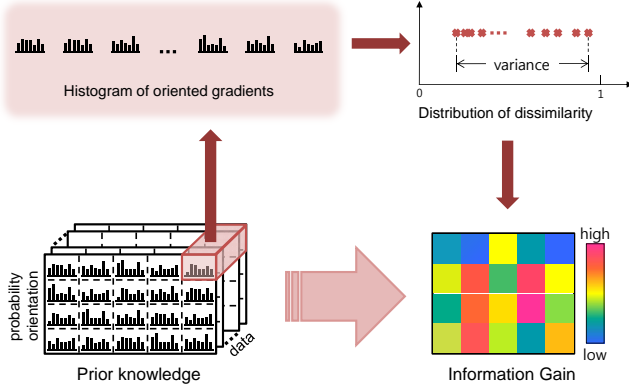 ...
Histogram of oriented gradients
...
variance
0
1
Distribution of dissimilarity
probability
orientation
data
Prior knowledge
high
low
Information Gain